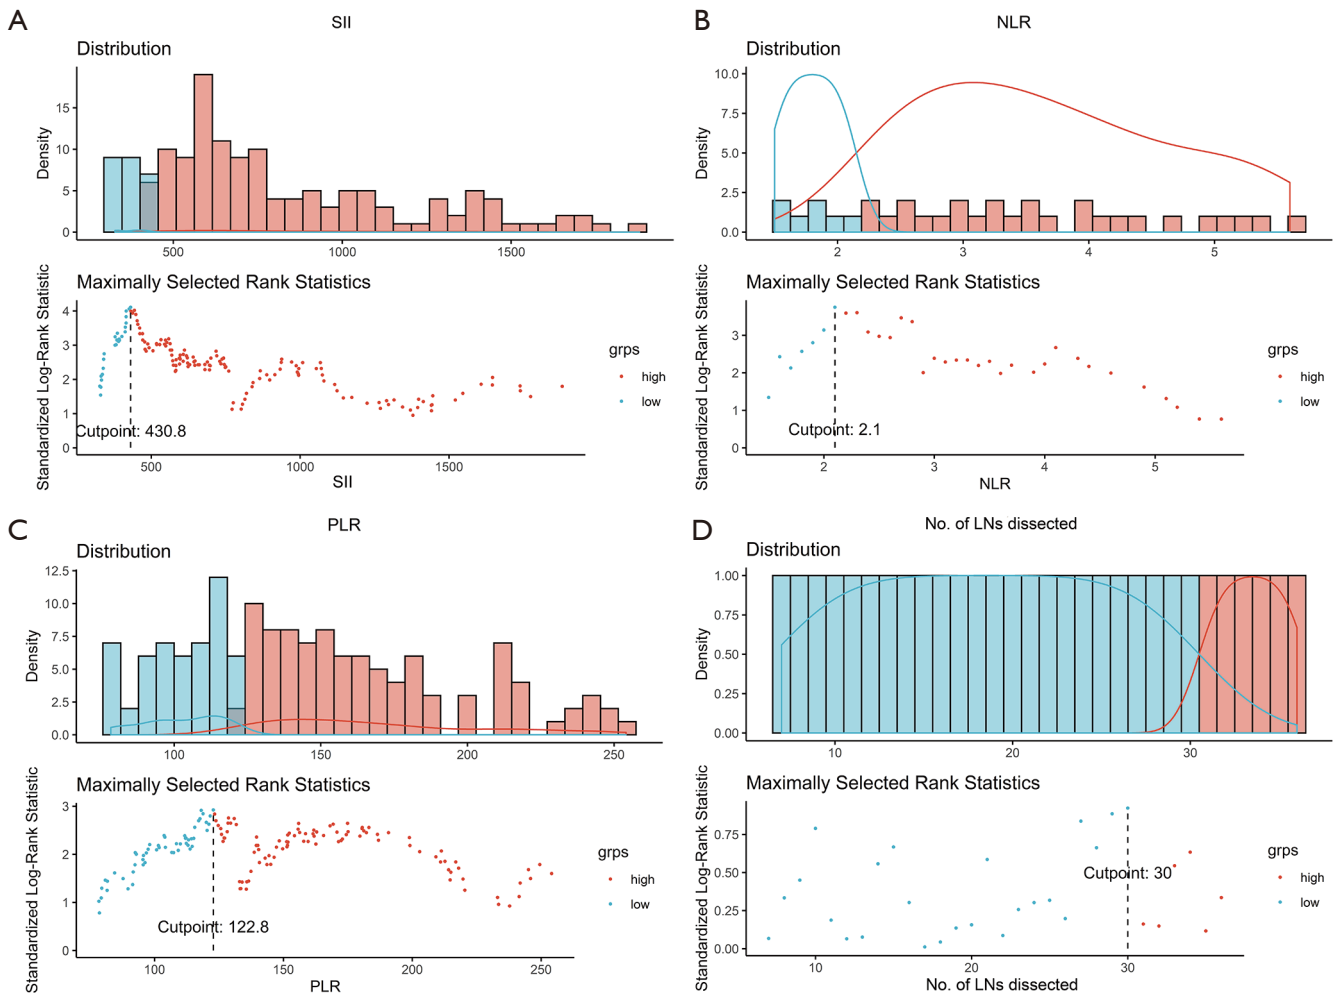 A
SII
Distribution
Density
15
10
5
0
500
1000
1500
Maximally Selected Rank Statistics
Standardized Log-Rank Statistic
4
3
2
1
0
Cutpoint: 430.8
500
1000
1500
SII
grps
high
low
B
NLR
Distribution
Density
10.0
7.5
5.0
2.5
0.0
2
3
4
5
Maximally Selected Rank Statistics
Standardized Log-Rank Statistic
3
2
1
0
Cutpoint: 2.1
2
3
4
5
NLR
grps
high
low
C
PLR
Distribution
Density
12.5
10.0
7.5
5.0
2.5
0.0
100
150
200
250
Maximally Selected Rank Statistics
Standardized Log-Rank Statistic
3
2
1
0
Cutpoint: 122.8
100
150
200
250
PLR
grps
high
low
D
No. of LNs dissected
Distribution
Density
1.00
0.75
0.50
0.25
0.00
10
20
30
Maximally Selected Rank Statistics
Standardized Log-Rank Statistic
0.75
0.50
0.25
0.00
Cutpoint: 30
10
20
30
No. of LNs dissected
grps
high
low